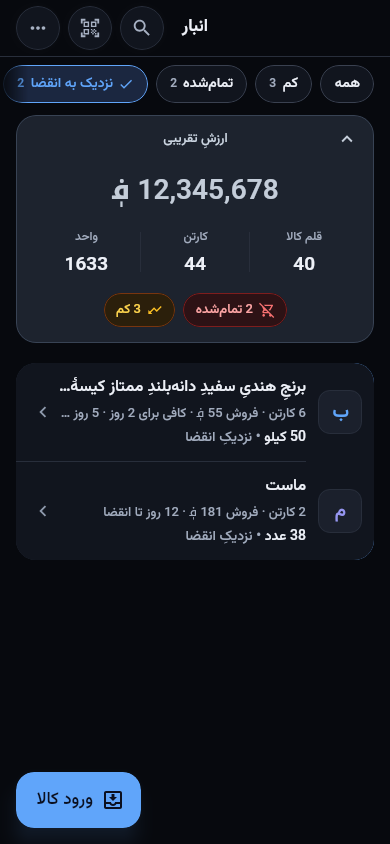 انبار
همه
کم 3
تمام‌شده 2
نزدیک به انقضا 2
ارزشِ تقریبی
12,345,678 ؋
قلم کالا
کارتن
واحد
40
44
1633
2 تمام‌شده
3 کم
ب
برنجِ هندیِ سفیدِ دانه‌بلندِ ممتاز کیسهٔ…
6 کارتن · فروش 55 ؋ · کافی برای 2 روز · 5 روز …
50 کیلو • نزدیکِ انقضا
م
ماست
2 کارتن · فروش 181 ؋ · 12 روز تا انقضا
38 عدد • نزدیکِ انقضا
ورود کالا